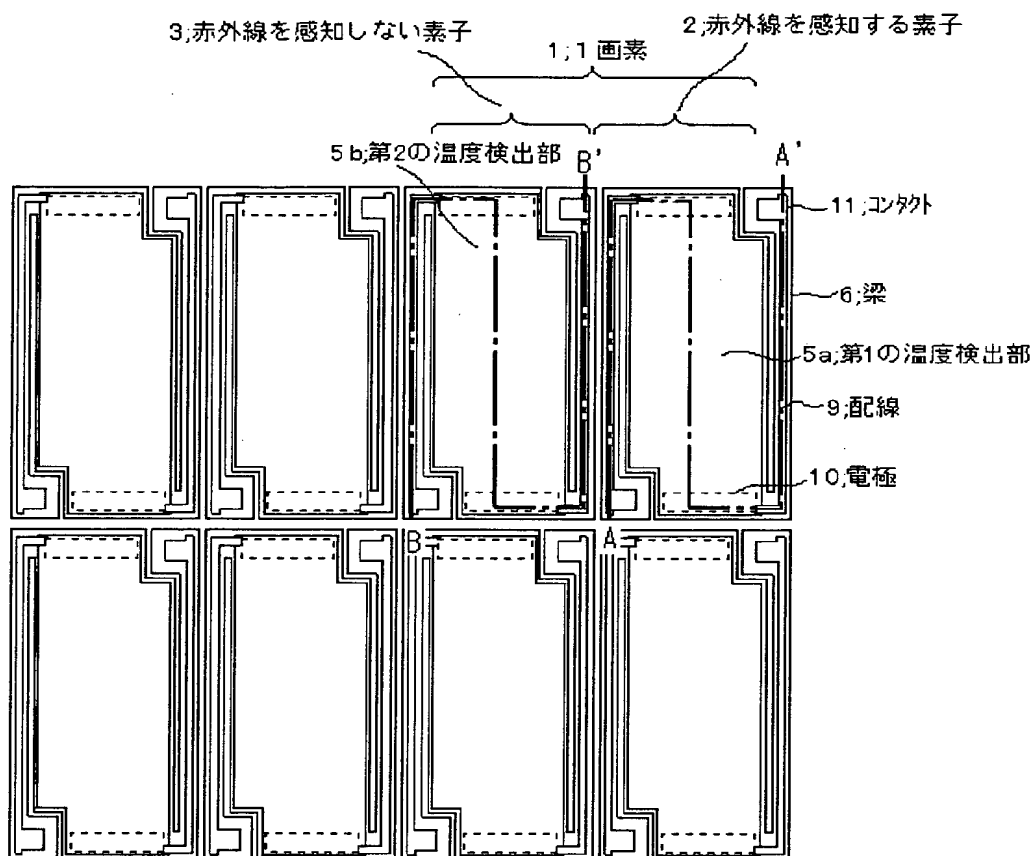 3;赤外線を感知しない素子
2;赤外線を感知する素子
1;1画素
5b;第2の温度検出部
B'
A'
11;コンタクト
6;梁
5a;第1の温度検出部
9;配線
10;電極
B
A